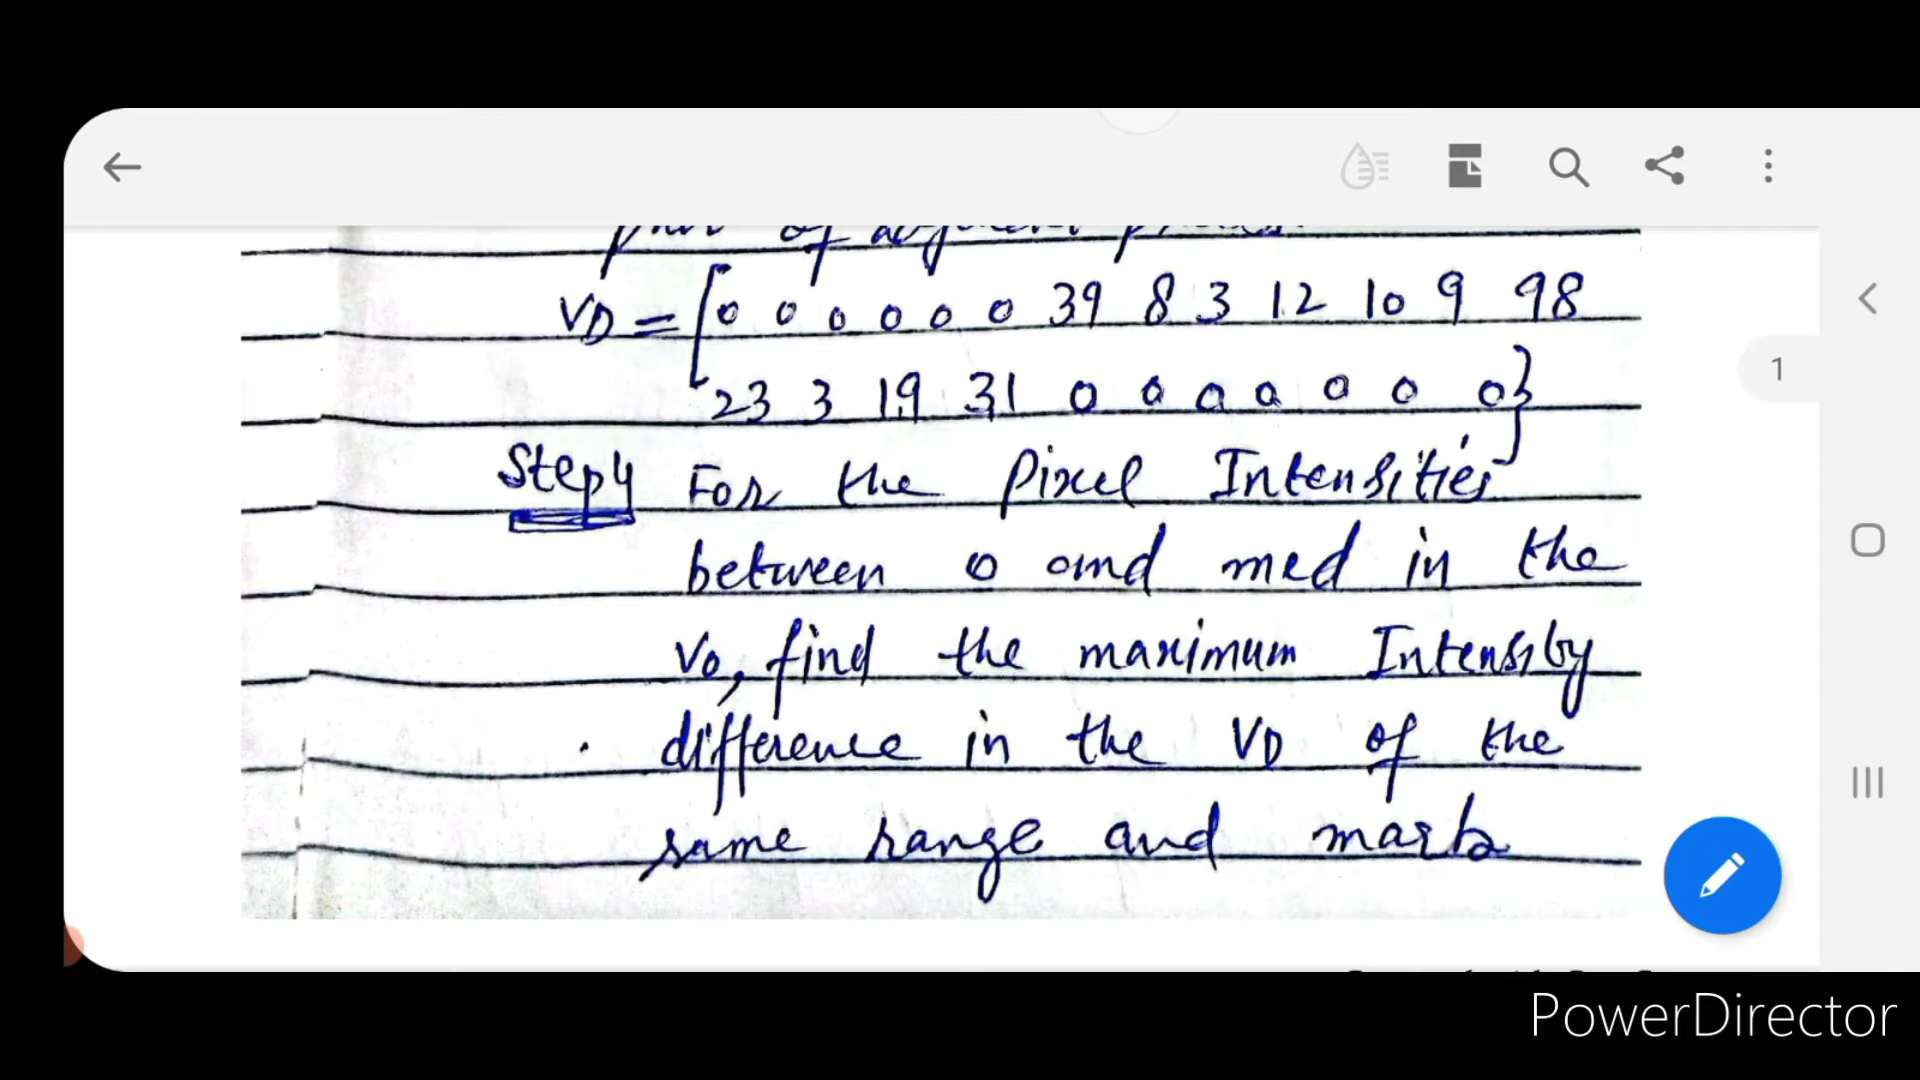 of
VD = [0 0 0 0 0 0 39 8 3 12 10 9 98
23 3 19 31 0 0 0 0 0 0 0}
1
Step4 For the Pixel Intensities
between 0 and med in the
Vo, find the maximum Intensity
difference in the VD of the
same range and mark
PowerDirector